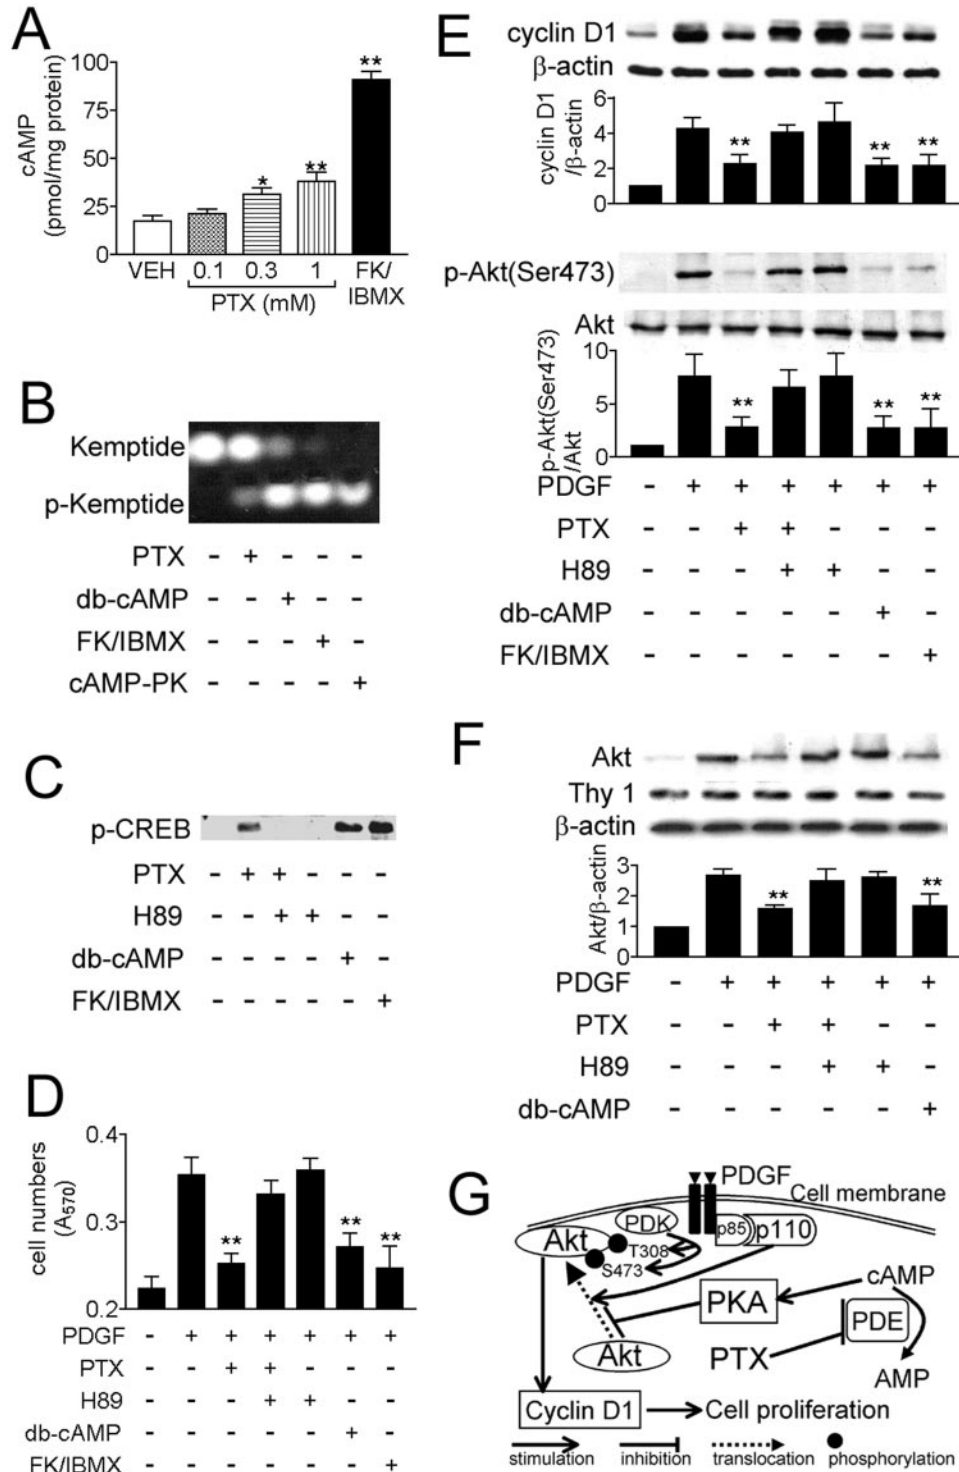 A
cAMP
(pmol/mg protein)
100
75
50
25
0
*
**
**
VEH 0.1 0.3 1 FK/
IBMX
PTX (mM)
B
Kemptide
p-Kemptide
PTX - + - - -
db-cAMP - - + - -
FK/IBMX - - - + -
cAMP-PK - - - - +
C
p-CREB
PTX - + + - - -
H89 - - + + - -
db-cAMP - - - - + -
FK/IBMX - - - - - +
D
cell numbers
(A570)
0.4
0.3
0.2
**
**
**
PDGF - + + + + + +
PTX - - + + - - -
H89 - - - + + - -
db-cAMP - - - - - + -
FK/IBMX - - - - - - +
E
cyclin D1
β-actin
cyclin D1
/β-actin
6
4
2
0
**
**
**
p-Akt(Ser473)
Akt
p-Akt(Ser473)
/Akt
10
5
0
**
**
**
PDGF - + + + + + +
PTX - - + + - - -
H89 - - - + + - -
db-cAMP - - - - - + -
FK/IBMX - - - - - - +
F
Akt
Thy 1
β-actin
Akt/β-actin
3
2
1
0
**
**
PDGF - + + + + +
PTX - - + + - -
H89 - - - + + -
db-cAMP - - - - - +
G
PDGF
Cell membrane
PDK
p85
p110
Akt
T308
S473
cAMP
PKA
PDE
Akt
PTX
AMP
Cyclin D1
Cell proliferation
stimulation
inhibition
translocation
phosphorylation